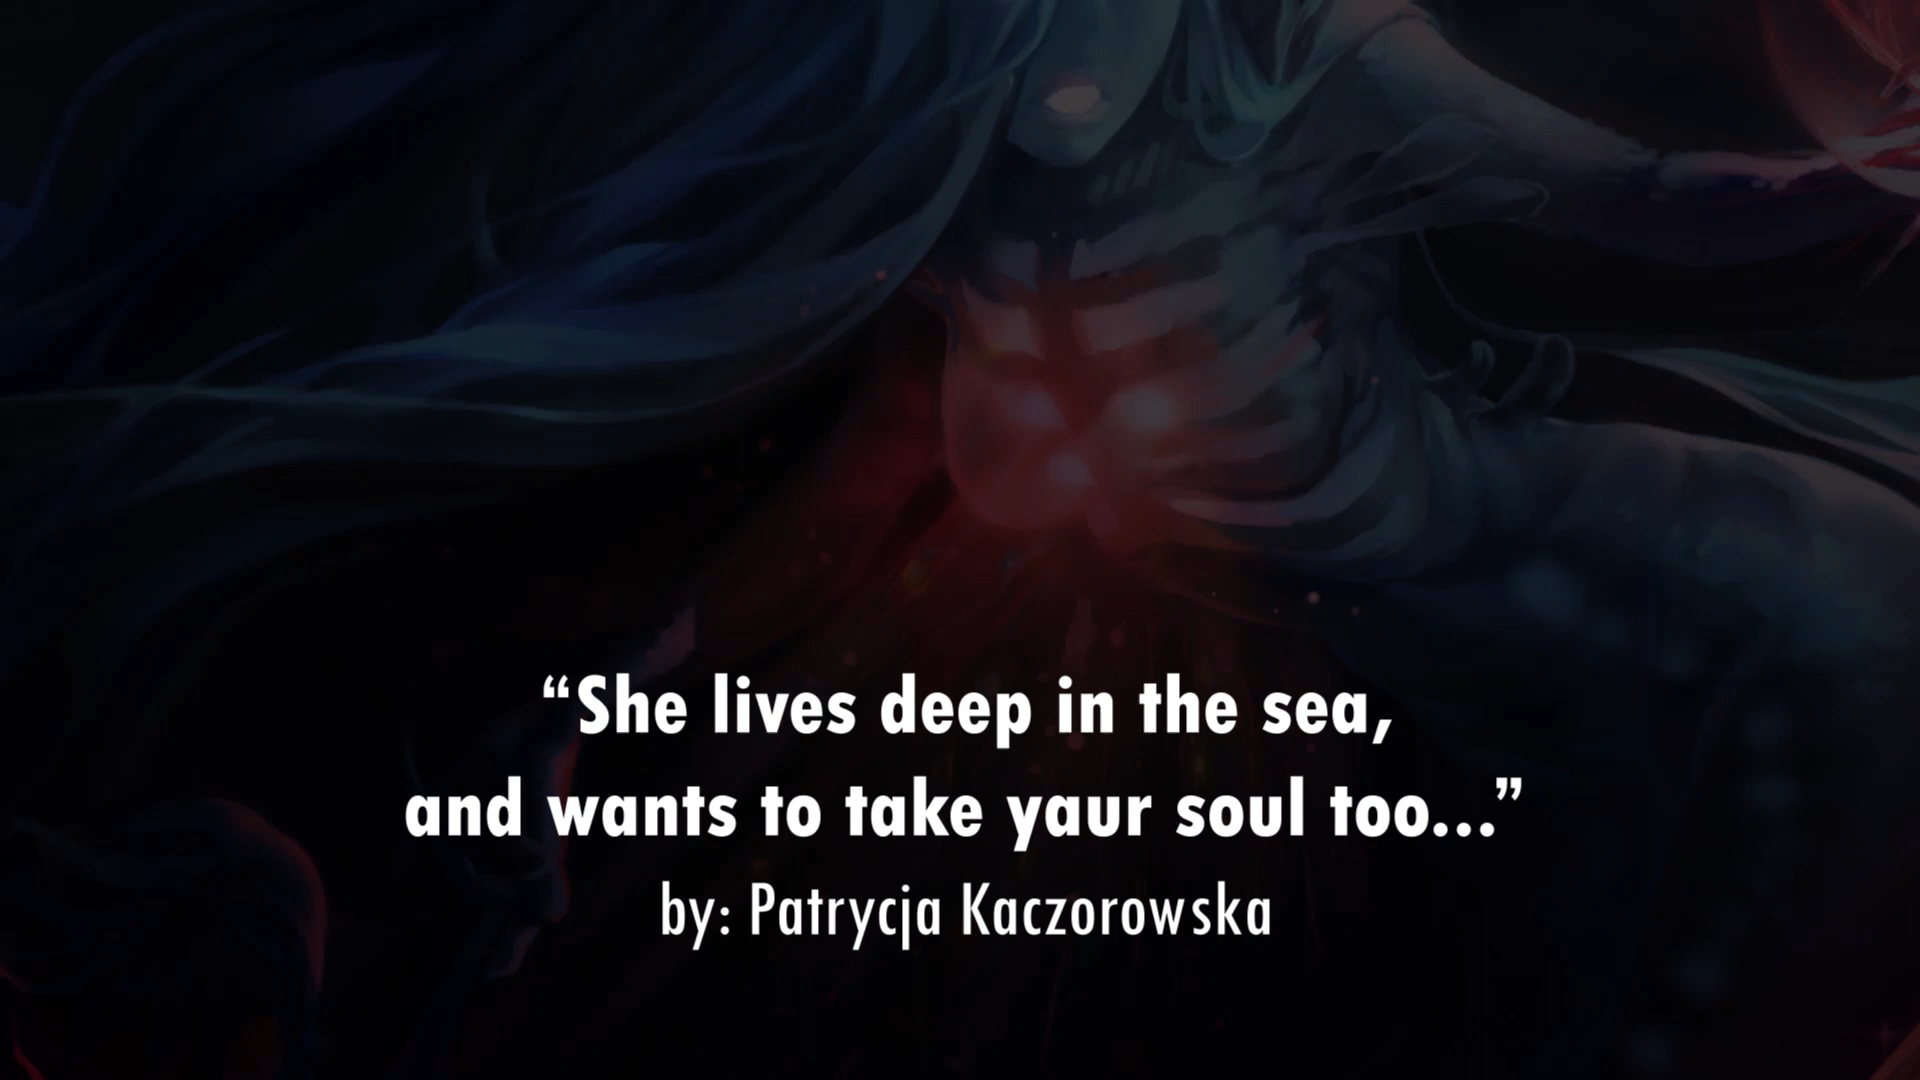 “She lives deep in the sea,
and wants to take yaur soul too...”
by: Patrycja Kaczorowska